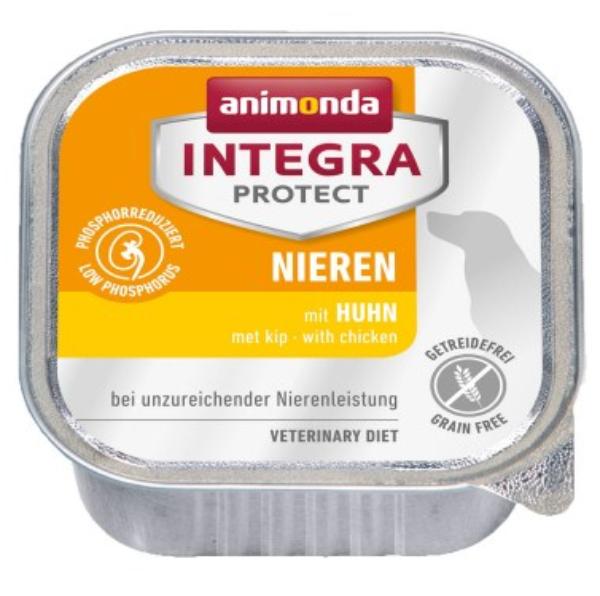 animonda
INTEGRA
PROTECT
PHOSPHORREDUZIERT
LOW PHOSPHORUS
NIEREN
mit HUHN
met kip · with chicken
GETREIDEFREI
GRAIN FREE
bei unzureichender Nierenleistung
VETERINARY DIET